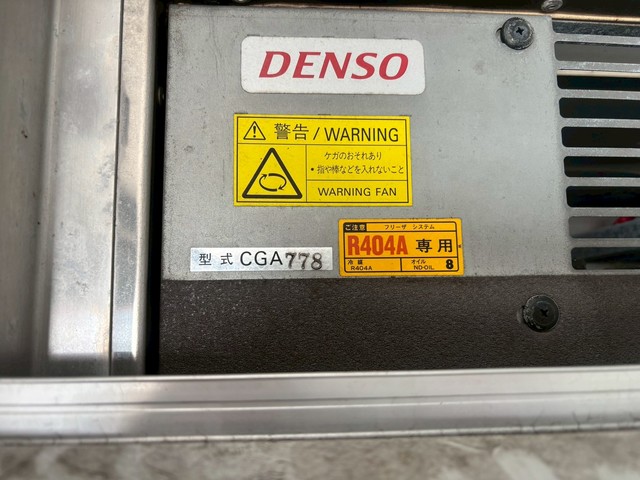 DENSO
警告 / WARNING
ケガのおそれあり
• 指や棒などを入れないこと
WARNING FAN
ご注意 フリーザ システム
R404A 専用
冷媒 オイル 8
R404A ND-OIL
型式 CGA778